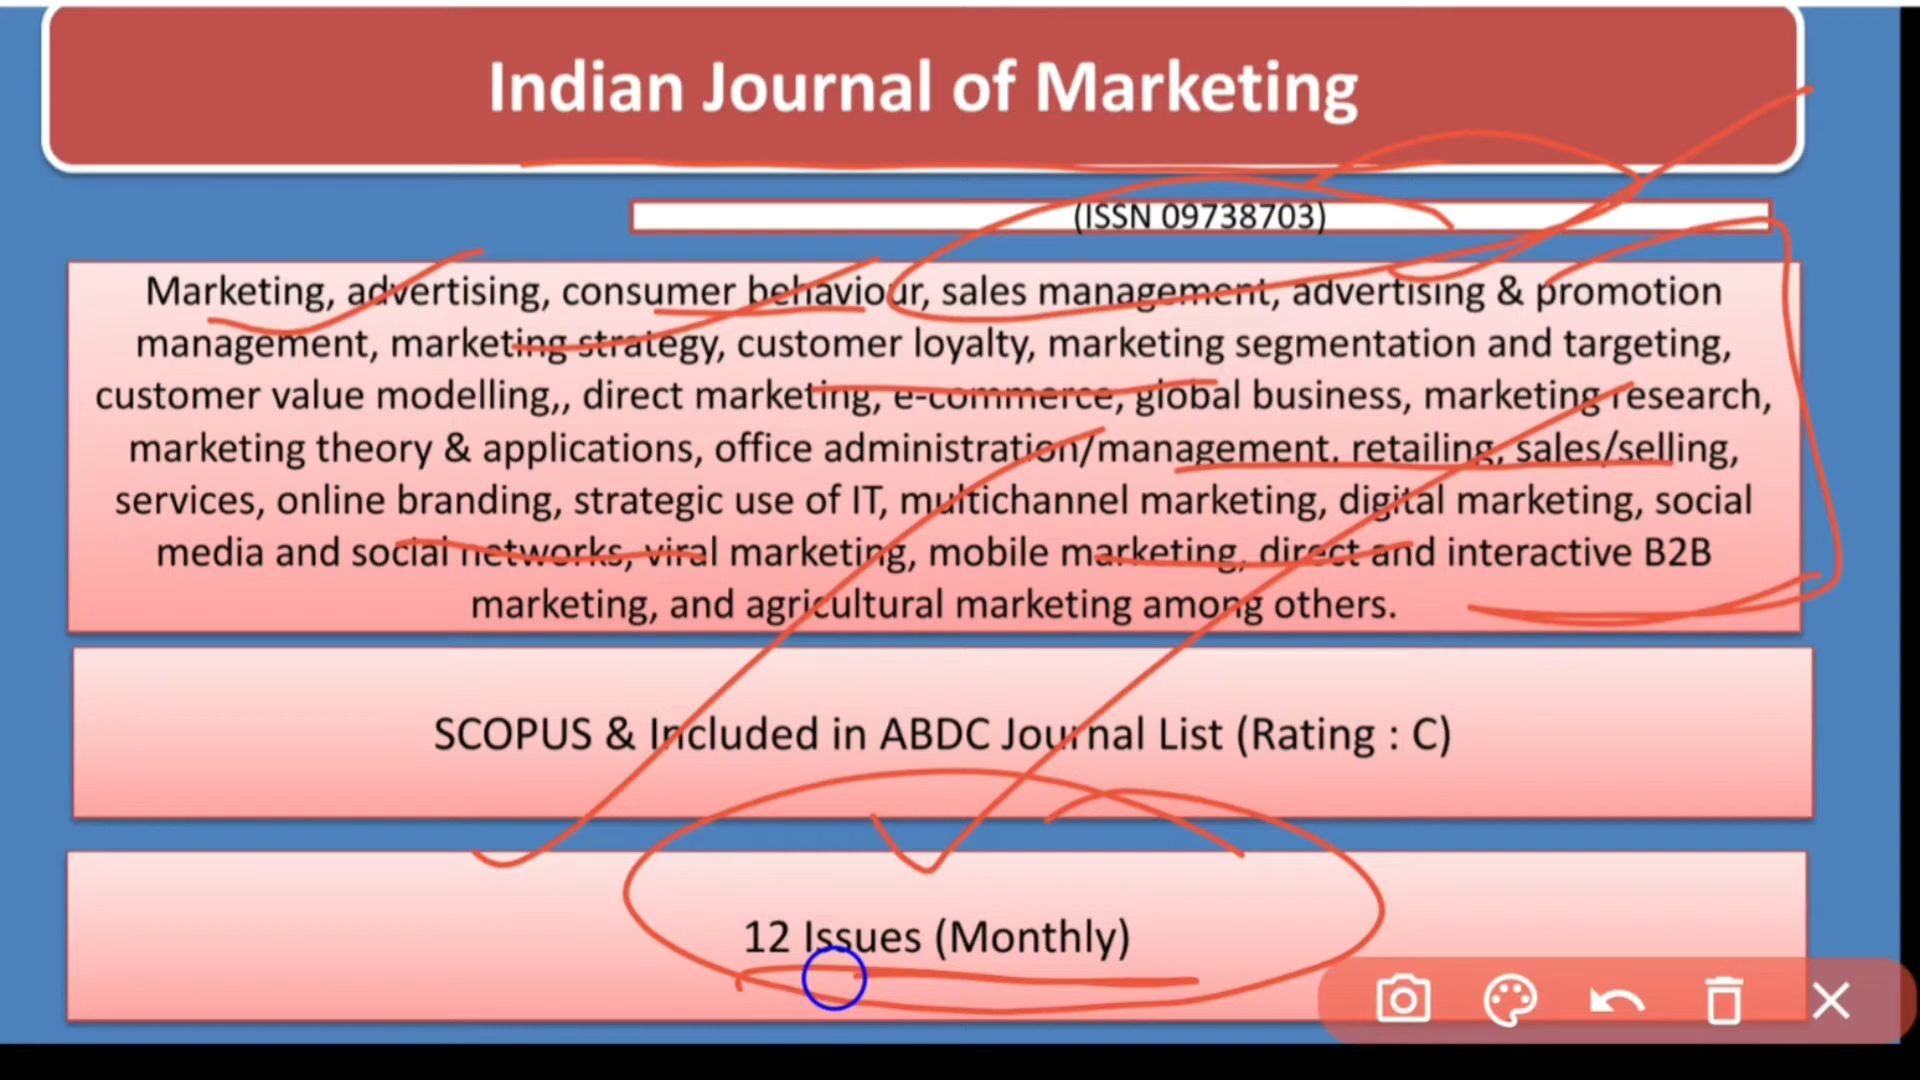 Indian Journal of Marketing
(ISSN 09738703)
Marketing, advertising, consumer behaviour, sales management, advertising & promotion
management, marketing strategy, customer loyalty, marketing segmentation and targeting,
customer value modelling,, direct marketing, e-commerce, global business, marketing research,
marketing theory & applications, office administration/management. retailing, sales/selling,
services, online branding, strategic use of IT, multichannel marketing, digital marketing, social
media and social networks, viral marketing, mobile marketing, direct and interactive B2B
marketing, and agricultural marketing among others.
SCOPUS & Included in ABDC Journal List (Rating : C)
12 Issues (Monthly)